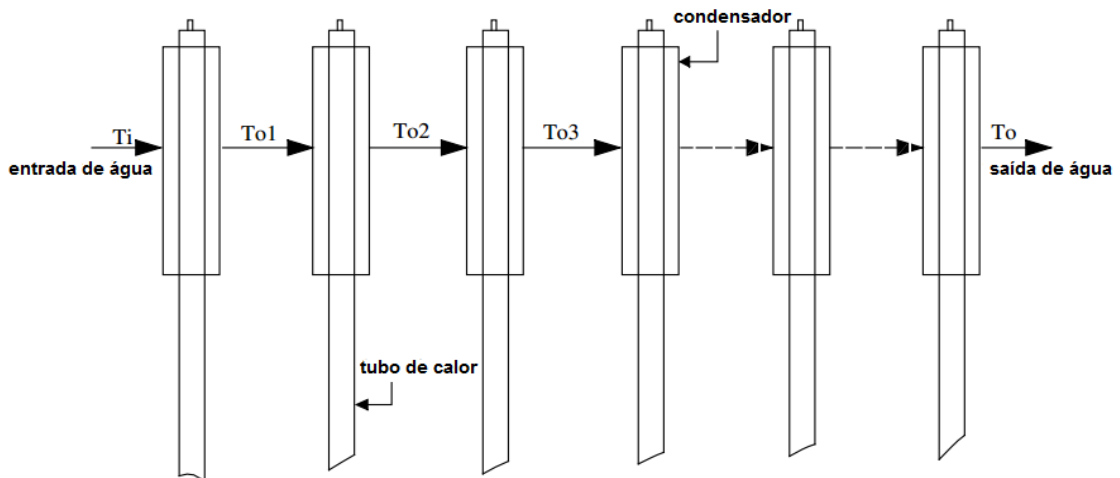 condensador
Ti
To1
To2
To3
To
entrada de água
saída de água
tubo de calor